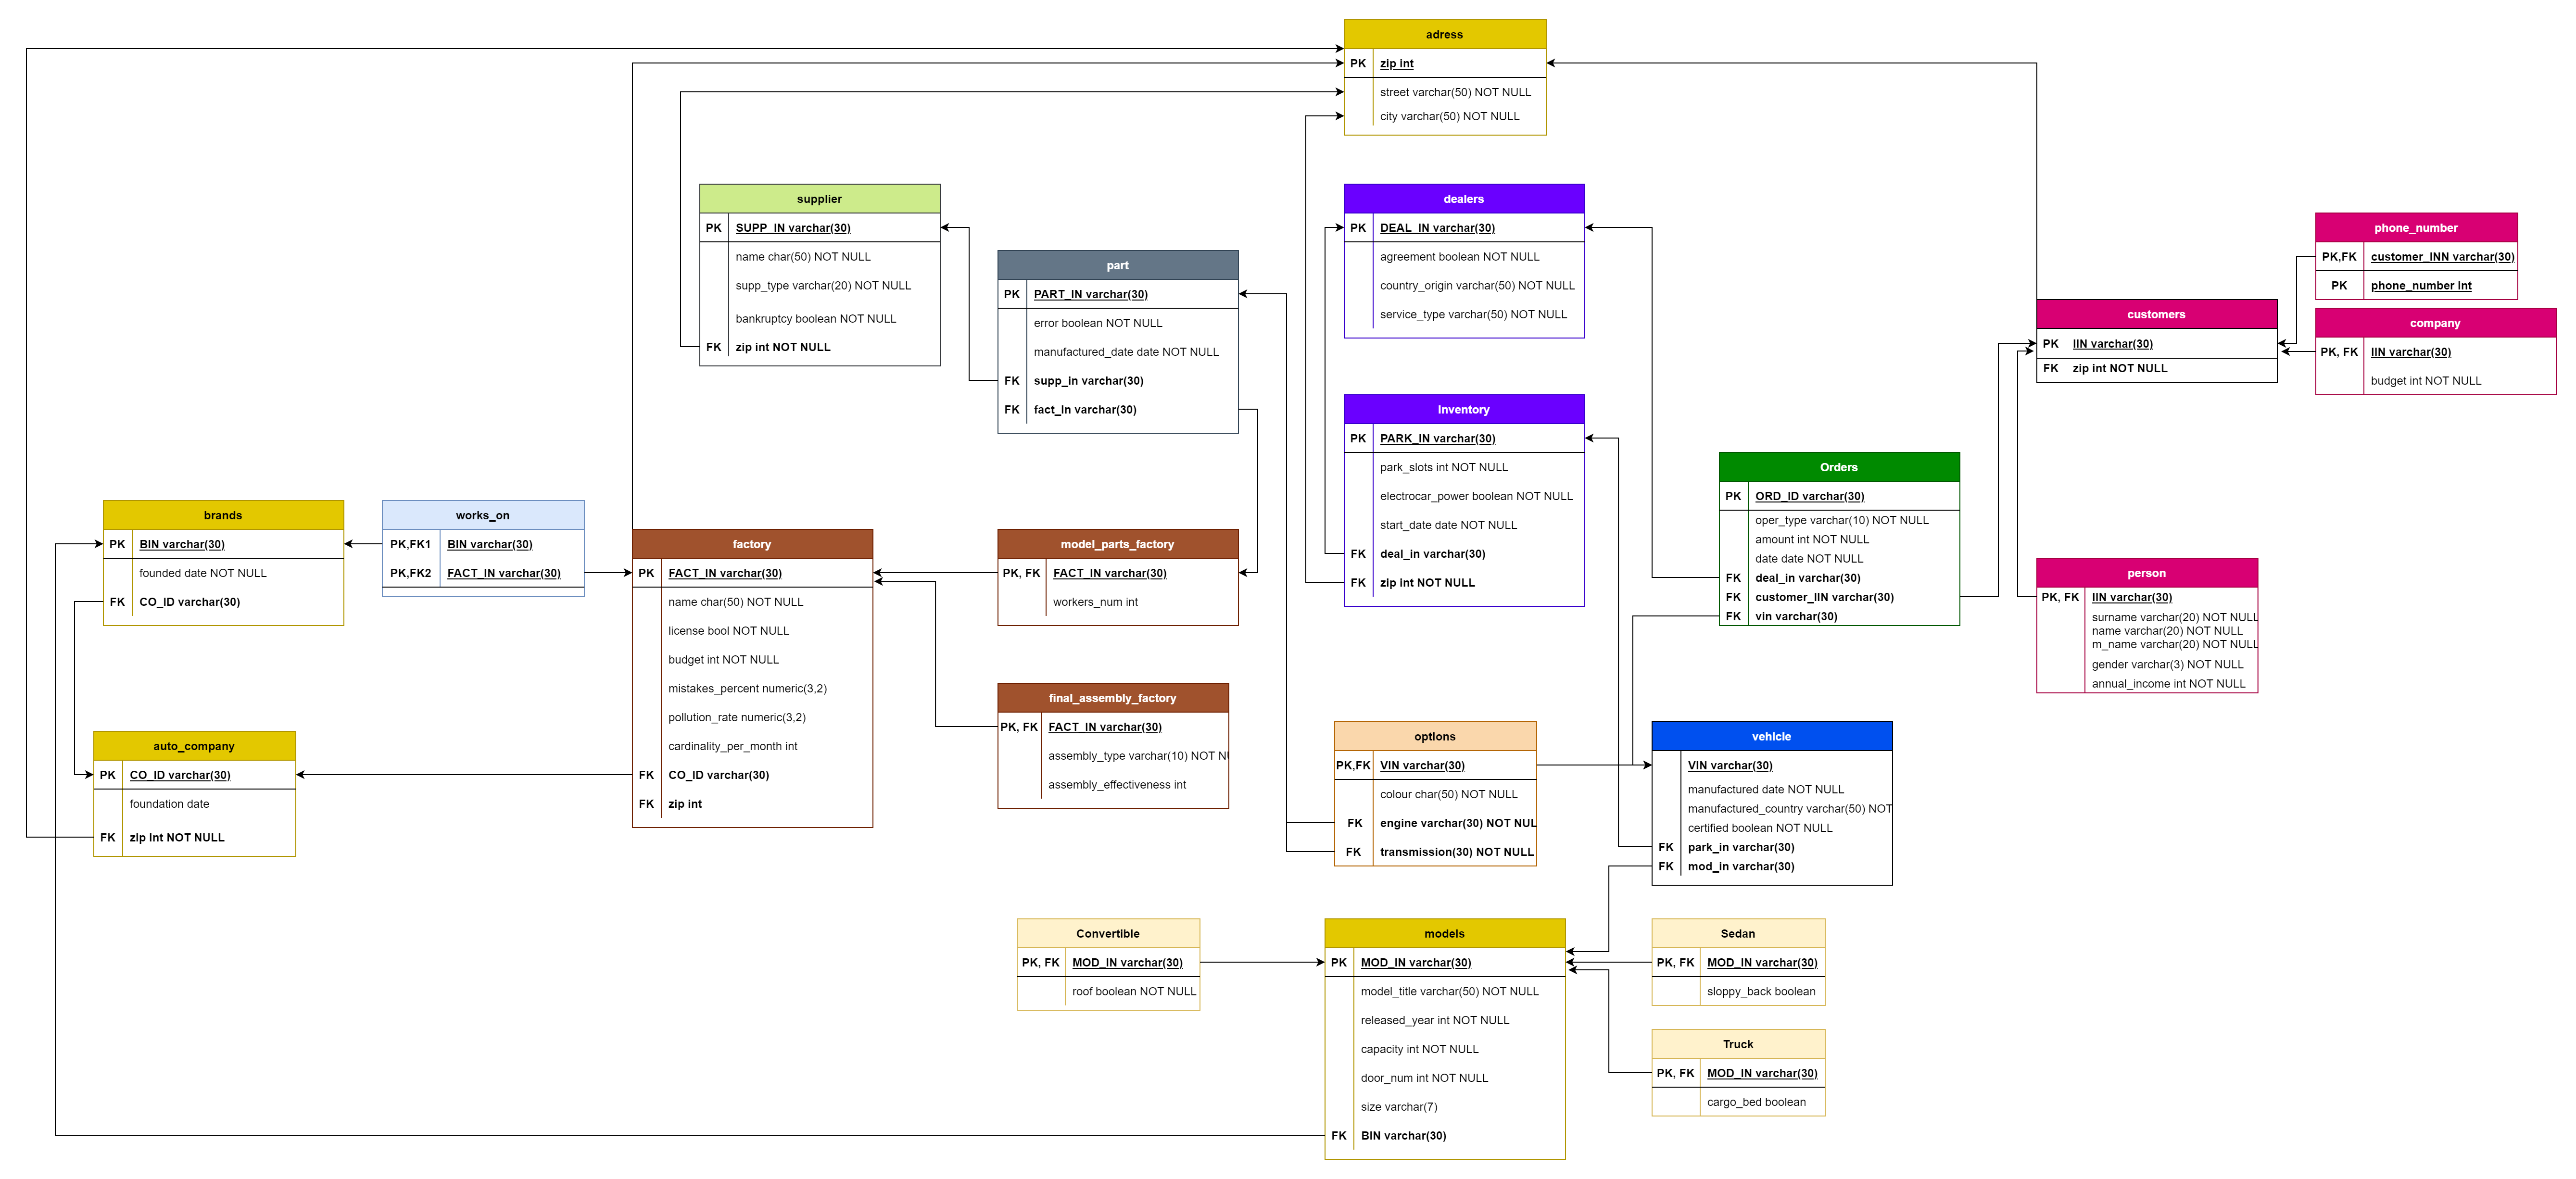 adress
PK zip int
street varchar(50) NOT NULL
city varchar(50) NOT NULL
supplier
PK SUPP_IN varchar(30)
name char(50) NOT NULL
supp_type varchar(20) NOT NULL
bankruptcy boolean NOT NULL
FK zip int NOT NULL
part
PK PART_IN varchar(30)
error boolean NOT NULL
manufactured_date date NOT NULL
FK supp_in varchar(30)
FK fact_in varchar(30)
dealers
PK DEAL_IN varchar(30)
agreement boolean NOT NULL
country_origin varchar(50) NOT NULL
service_type varchar(50) NOT NULL
phone_number
PK,FK customer_INN varchar(30)
PK phone_number int
customers
PK IIN varchar(30)
FK zip int NOT NULL
company
PK, FK IIN varchar(30)
budget int NOT NULL
inventory
PK PARK_IN varchar(30)
park_slots int NOT NULL
electrocar_power boolean NOT NULL
start_date date NOT NULL
FK deal_in varchar(30)
FK zip int NOT NULL
Orders
PK ORD_ID varchar(30)
oper_type varchar(10) NOT NULL
amount int NOT NULL
date date NOT NULL
FK deal_in varchar(30)
FK customer_IIN varchar(30)
FK vin varchar(30)
brands
PK BIN varchar(30)
founded date NOT NULL
FK CO_ID varchar(30)
works_on
PK,FK1 BIN varchar(30)
PK,FK2 FACT_IN varchar(30)
factory
PK FACT_IN varchar(30)
name char(50) NOT NULL
license bool NOT NULL
budget int NOT NULL
mistakes_percent numeric(3,2)
pollution_rate numeric(3,2)
cardinality_per_month int
FK CO_ID varchar(30)
FK zip int
model_parts_factory
PK, FK FACT_IN varchar(30)
workers_num int
person
PK, FK IIN varchar(30)
surname varchar(20) NOT NULL
name varchar(20) NOT NULL
m_name varchar(20) NOT NULL
gender varchar(3) NOT NULL
annual_income int NOT NULL
final_assembly_factory
PK, FK FACT_IN varchar(30)
assembly_type varchar(10) NOT NU
assembly_effectiveness int
auto_company
PK CO_ID varchar(30)
foundation date
FK zip int NOT NULL
options
PK,FK VIN varchar(30)
colour char(50) NOT NULL
FK engine varchar(30) NOT NUL
FK transmission(30) NOT NULL
vehicle
VIN varchar(30)
manufactured date NOT NULL
manufactured_country varchar(50) NOT
certified boolean NOT NULL
FK park_in varchar(30)
FK mod_in varchar(30)
Convertible
PK, FK MOD_IN varchar(30)
roof boolean NOT NULL
models
PK MOD_IN varchar(30)
model_title varchar(50) NOT NULL
released_year int NOT NULL
capacity int NOT NULL
door_num int NOT NULL
size varchar(7)
FK BIN varchar(30)
Sedan
PK, FK MOD_IN varchar(30)
sloppy_back boolean
Truck
PK, FK MOD_IN varchar(30)
cargo_bed boolean